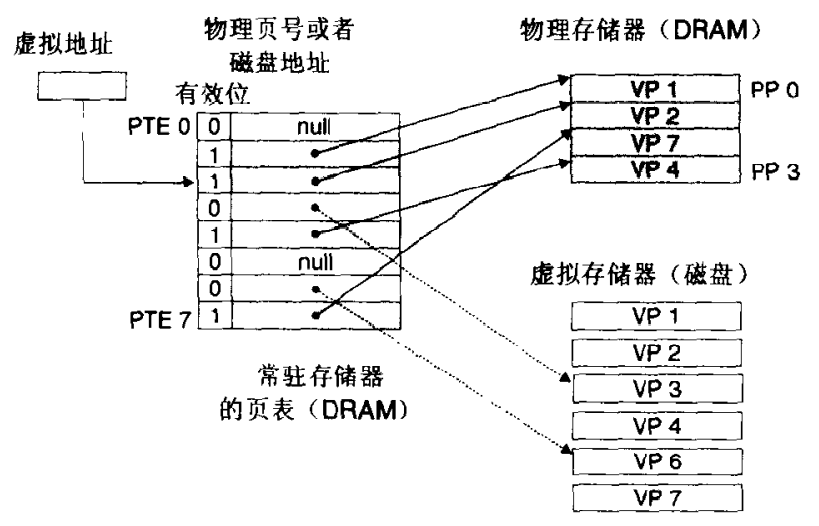 虚拟地址
物理页号或者
磁盘地址
有效位
PTE 0 0 null
1
1
0
1
0 null
0
PTE 7 1
常驻存储器
的页表（DRAM）
物理存储器（DRAM）
VP 1 PP 0
VP 2
VP 7
VP 4 PP 3
虚拟存储器（磁盘）
VP 1
VP 2
VP 3
VP 4
VP 6
VP 7